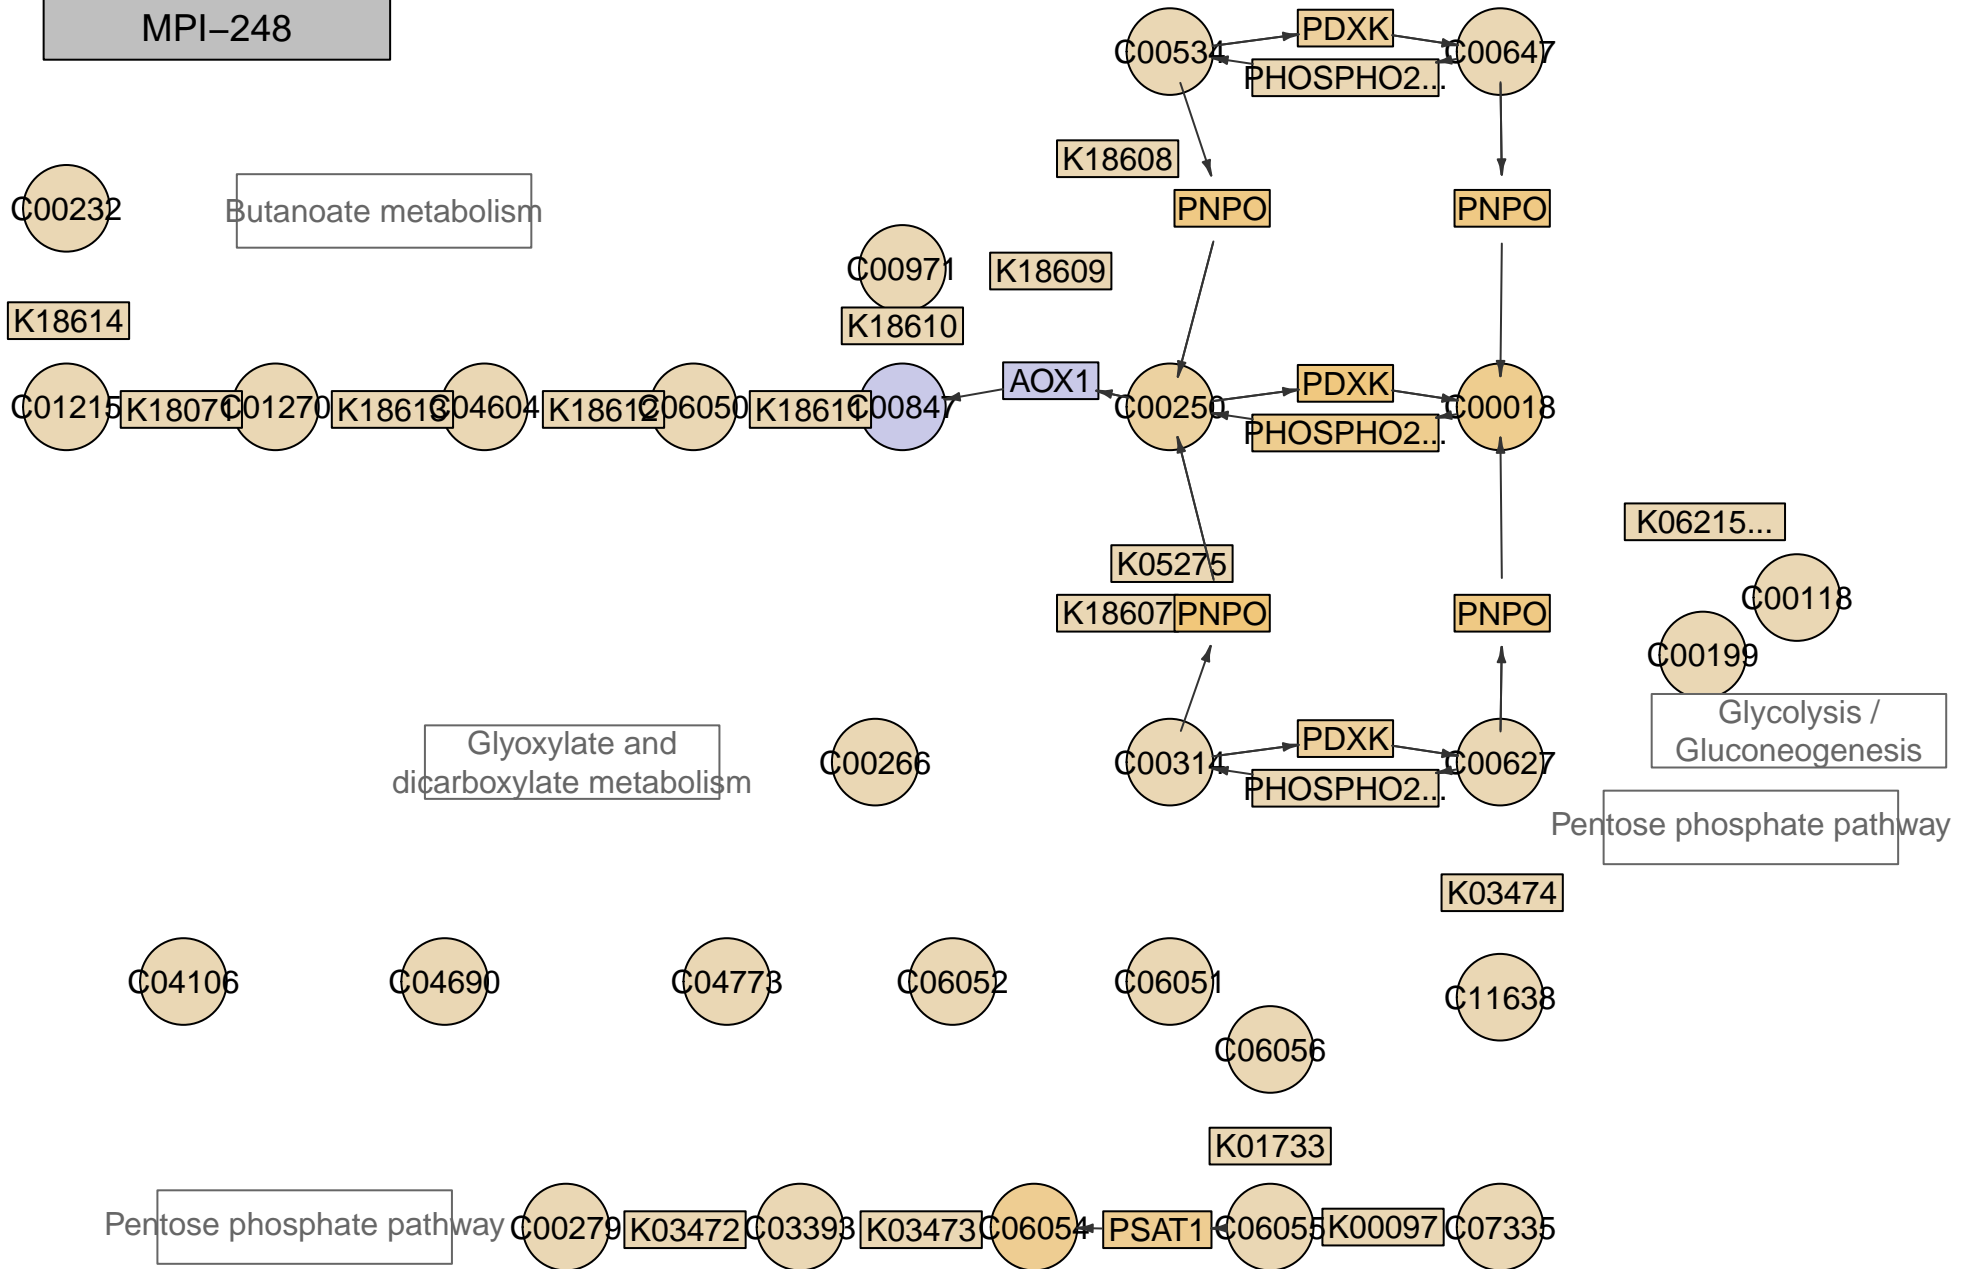 MPI−248
C00534
PDXK
C00647
PHOSPHO2...
K18608
C00232
Butanoate metabolism
PNPO
PNPO
C00971
K18609
K18614
K18610
AOX1
PDXK
C01215
K18071
C01270
K18613
C04604
K18612
C06050
K18611
C00847
C00250
C00018
PHOSPHO2...
K06215...
K05275
C00118
K18607
PNPO
PNPO
C00199
Glycolysis /
Gluconeogenesis
Glyoxylate and
dicarboxylate metabolism
C00266
C00314
PDXK
C00627
PHOSPHO2...
Pentose phosphate pathway
K03474
C04106
C04690
C04773
C06052
C06051
C11638
C06056
K01733
Pentose phosphate pathway
C00279
K03472
C03393
K03473
C06054
PSAT1
C06055
K00097
C07335